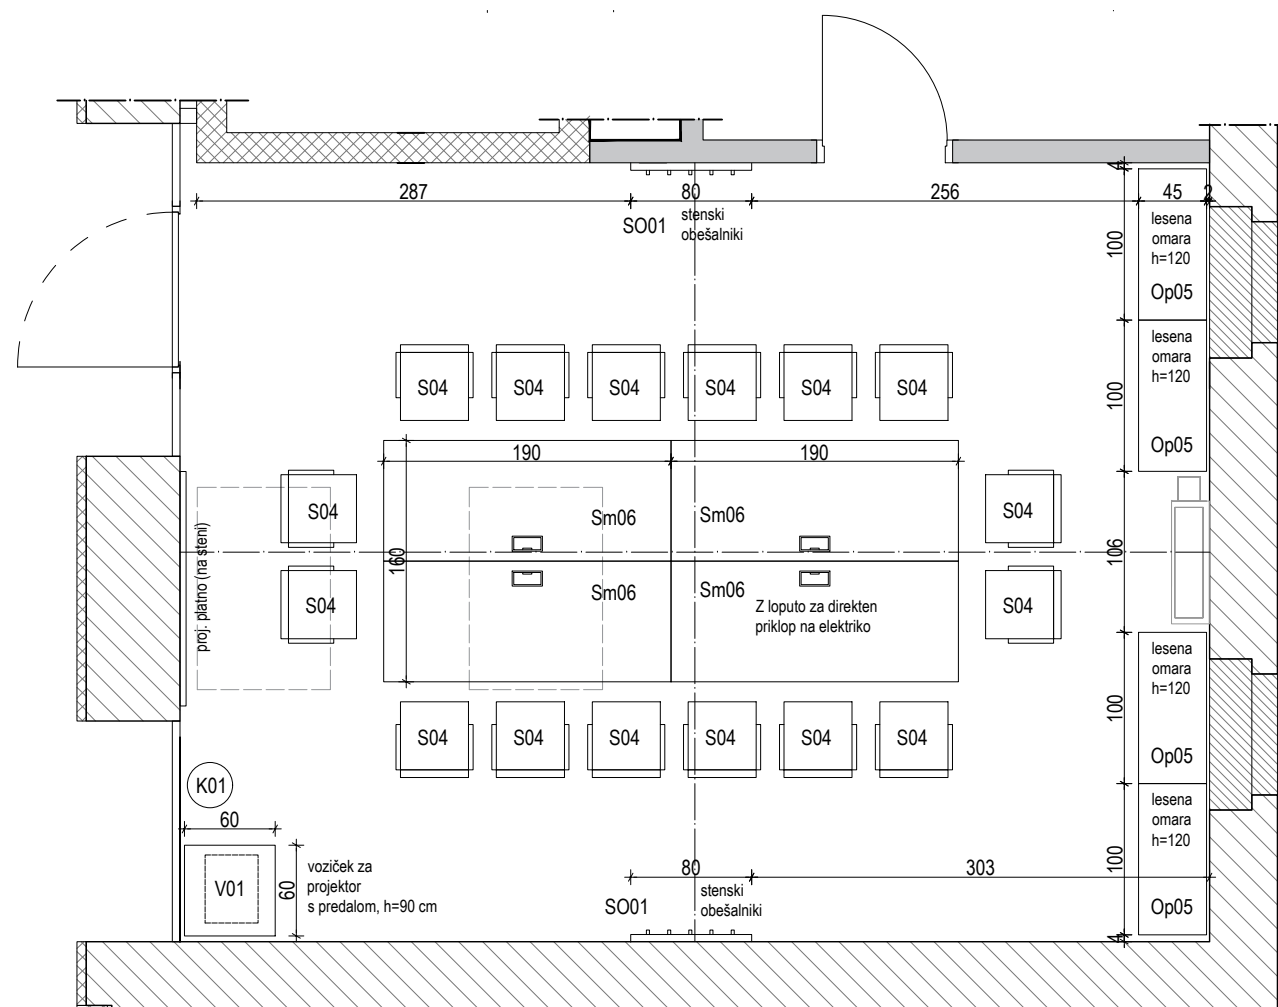 4
287
80
256
45
2
SO01
stenski
obešalniki
100
lesena
omara
h=120
Op05
100
lesena
omara
h=120
Op05
S04
S04
S04
S04
S04
S04
190
190
S04
Sm06
Sm06
S04
proj. platno (na steni)
160
106
S04
Sm06
Sm06
S04
Z loputo za direkten
priklop na elektriko
100
lesena
omara
h=120
Op05
S04
S04
S04
S04
S04
S04
K01
60
V01
60
voziček za
projektor
s predalom, h=90 cm
80
303
SO01
stenski
obešalniki
100
lesena
omara
h=120
Op05
4